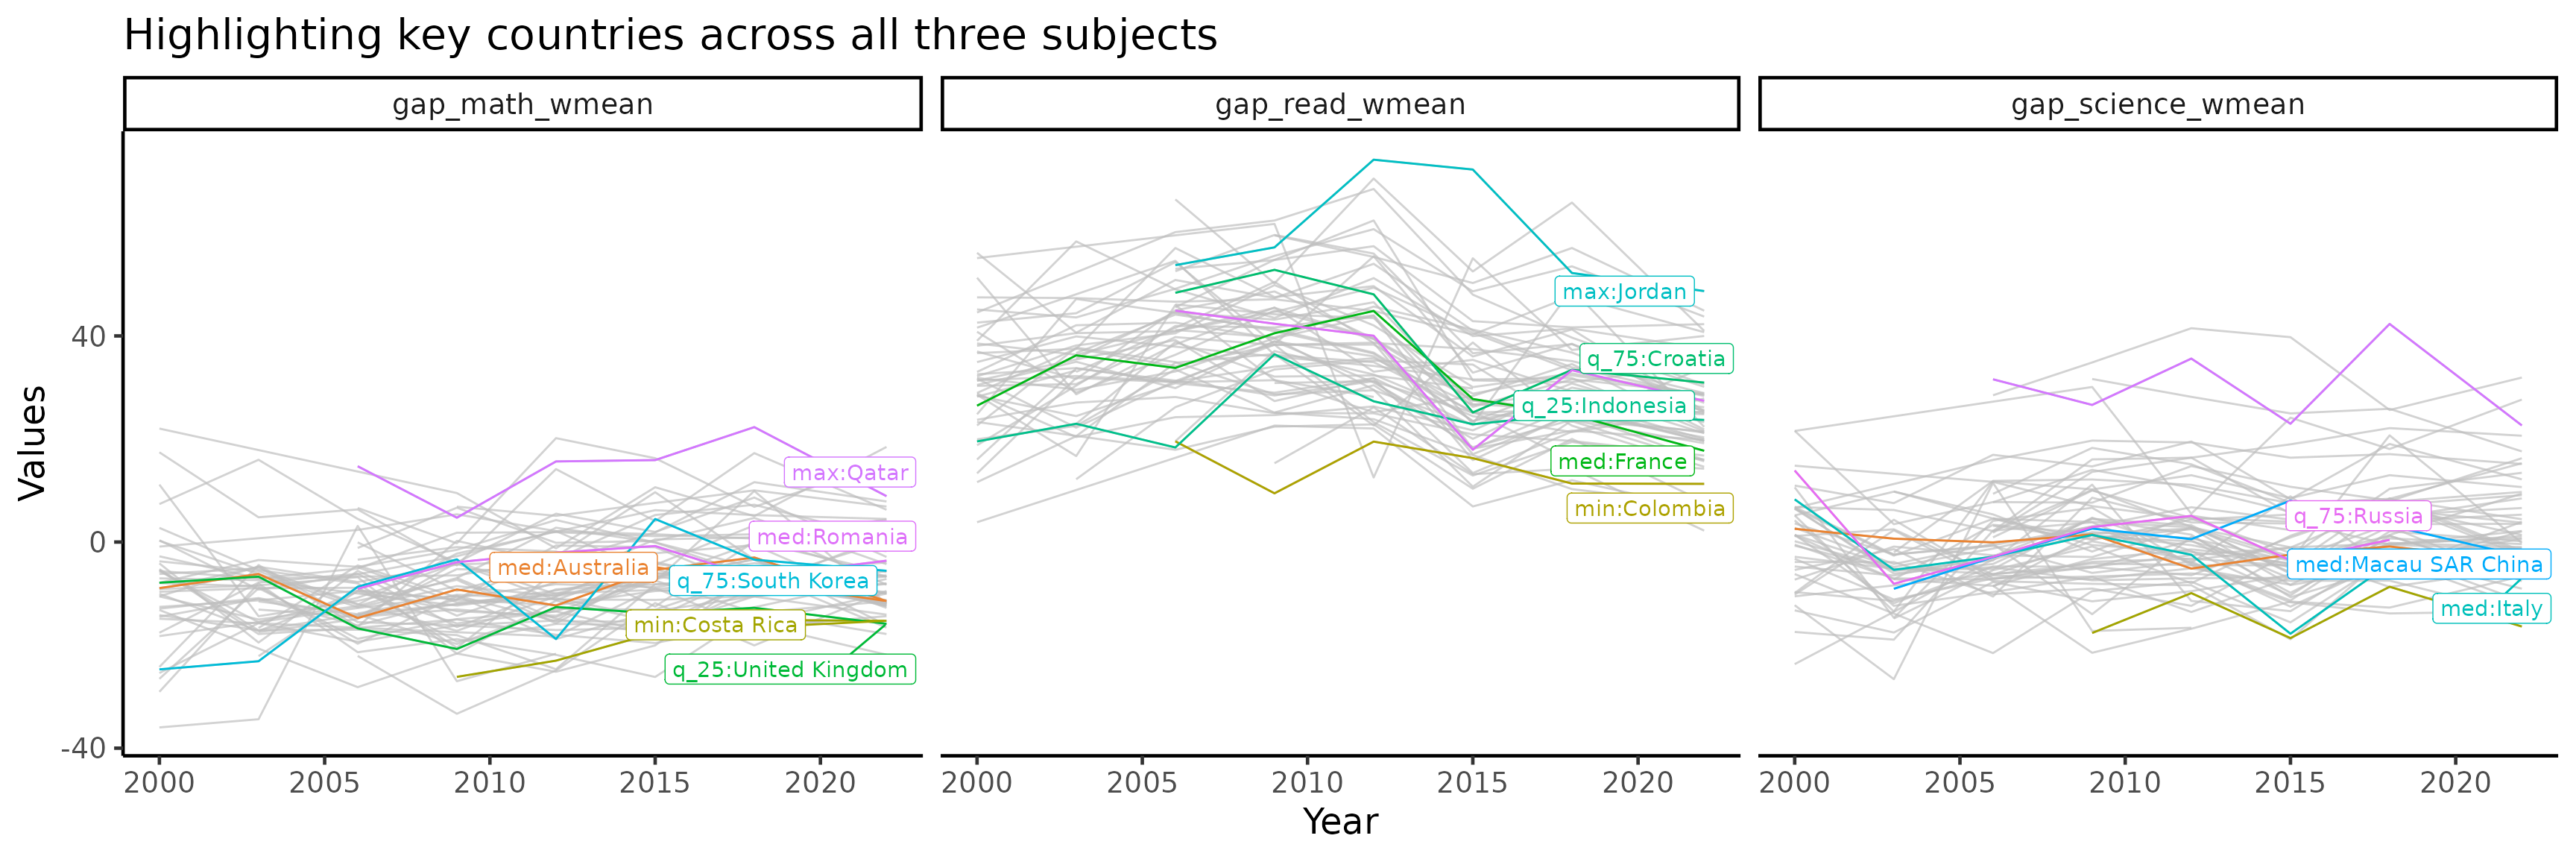 Highlighting key countries across all three subjects
gap_math_wmean
gap_read_wmean
gap_science_wmean
Values
40
0
-40
max:Qatar
med:Romania
med:Australia
q_75:South Korea
min:Costa Rica
q_25:United Kingdom
max:Jordan
q_75:Croatia
q_25:Indonesia
med:France
min:Colombia
q_75:Russia
med:Macau SAR China
med:Italy
2000 2005 2010 2015 2020
2000 2005 2010 2015 2020
2000 2005 2010 2015 2020
Year